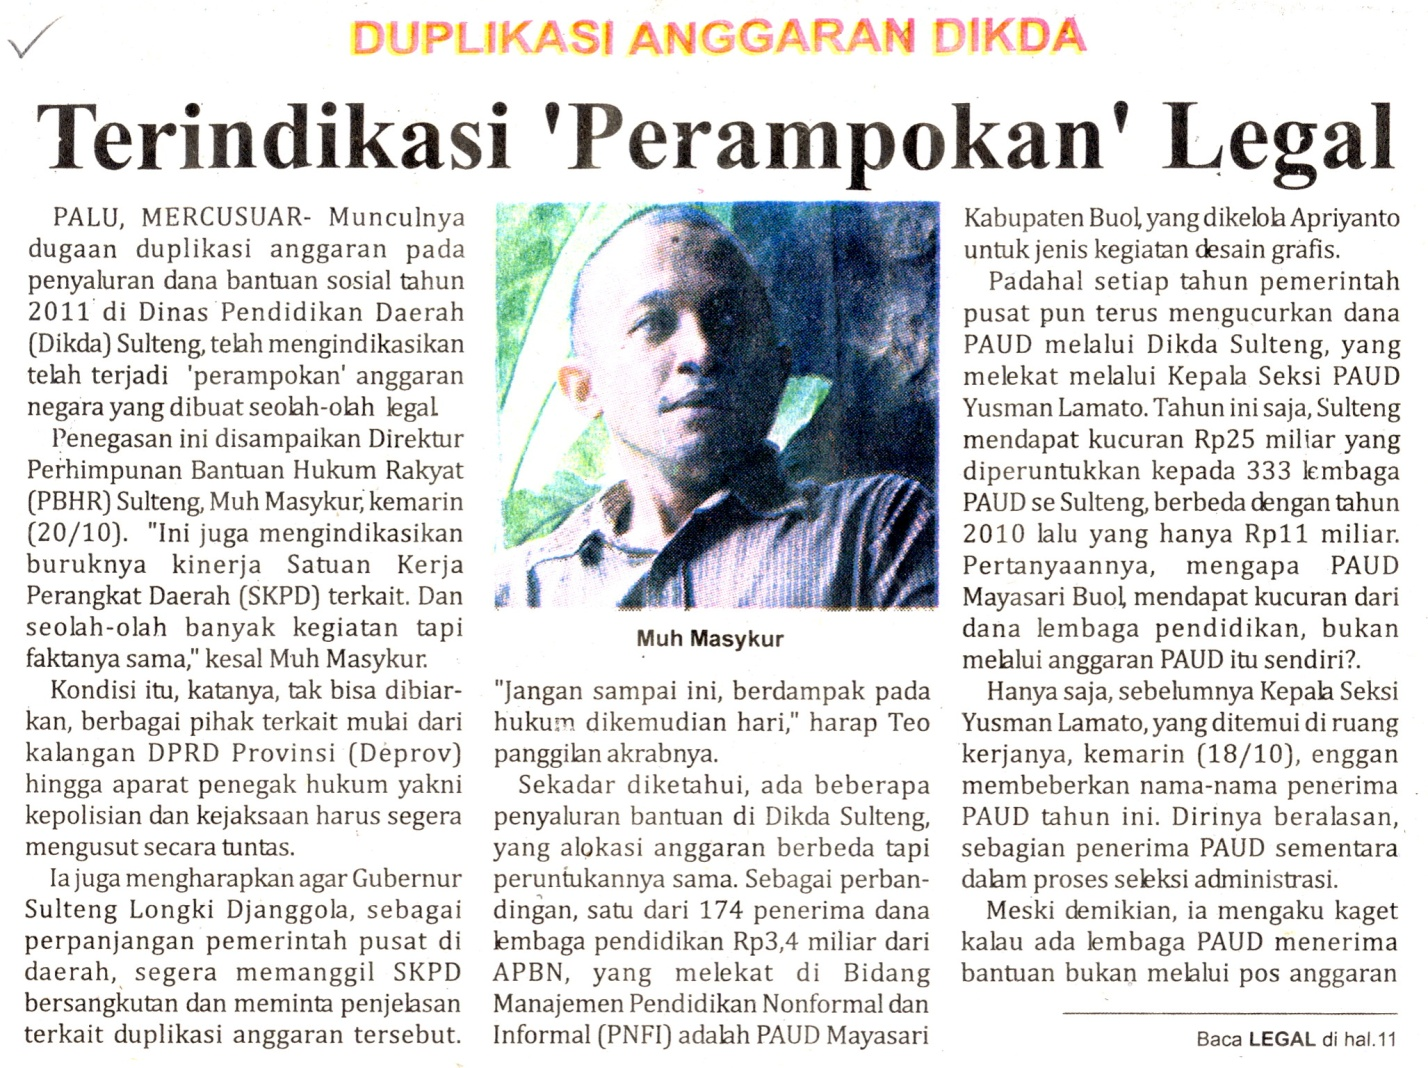 DUPLIKASI ANGGARAN DIKDA
Terindikasi 'Perampokan' Legal
PALU, MERCUSUAR- Munculnya
dugaan duplikasi anggaran pada
penyaluran dana bantuan sosial tahun
2011 di Dinas Pendidikan Daerah
(Dikda) Sulteng, telah mengindikasikan
telah terjadi 'perampokan' anggaran
negara yang dibuat seolah-olah legal.
Penegasan ini disampaikan Direktur
Perhimpunan Bantuan Hukum Rakyat
(PBHR) Sulteng, Muh Masykur, kemarin
(20/10). "Ini juga mengindikasikan
buruknya kinerja Satuan Kerja
Perangkat Daerah (SKPD) terkait. Dan
seolah-olah banyak kegiatan tapi
faktanya sama," kesal Muh Masykur.
Kondisi itu, katanya, tak bisa dibiar-
kan, berbagai pihak terkait mulai dari
kalangan DPRD Provinsi (Deprov)
hingga aparat penegak hukum yakni
kepolisian dan kejaksaan harus segera
mengusut secara tuntas.
Ia juga mengharapkan agar Gubernur
Sulteng Longki Djanggola, sebagai
perpanjangan pemerintah pusat di
daerah, segera memanggil SKPD
bersangkutan dan meminta penjelasan
terkait duplikasi anggaran tersebut.
Muh Masykur
"Jangan sampai ini, berdampak pada
hukum dikemudian hari," harap Teo
panggilan akrabnya.
Sekadar diketahui, ada beberapa
penyaluran bantuan di Dikda Sulteng,
yang alokasi anggaran berbeda tapi
peruntukannya sama. Sebagai perban-
dingan, satu dari 174 penerima dana
lembaga pendidikan Rp3,4 miliar dari
APBN, yang melekat di Bidang
Manajemen Pendidikan Nonformal dan
Informal (PNFI) adalah PAUD Mayasari
Kabupaten Buol, yang dikelola Apriyanto
untuk jenis kegiatan desain grafis.
Padahal setiap tahun pemerintah
pusat pun terus mengucurkan dana
PAUD melalui Dikda Sulteng, yang
melekat melalui Kepala Seksi PAUD
Yusman Lamato. Tahun ini saja, Sulteng
mendapat kucuran Rp25 miliar yang
diperuntukkan kepada 333 lembaga
PAUD se Sulteng, berbeda dengan tahun
2010 lalu yang hanya Rp11 miliar.
Pertanyaannya, mengapa PAUD
Mayasari Buol, mendapat kucuran dari
dana lembaga pendidikan, bukan
melalui anggaran PAUD itu sendiri?.
Hanya saja, sebelumnya Kepala Seksi
Yusman Lamato, yang ditemui di ruang
kerjanya, kemarin (18/10), enggan
membeberkan nama-nama penerima
PAUD tahun ini. Dirinya beralasan,
sebagian penerima PAUD sementara
dalam proses seleksi administrasi.
Meski demikian, ia mengaku kaget
kalau ada lembaga PAUD menerima
bantuan bukan melalui pos anggaran
Baca LEGAL di hal.11